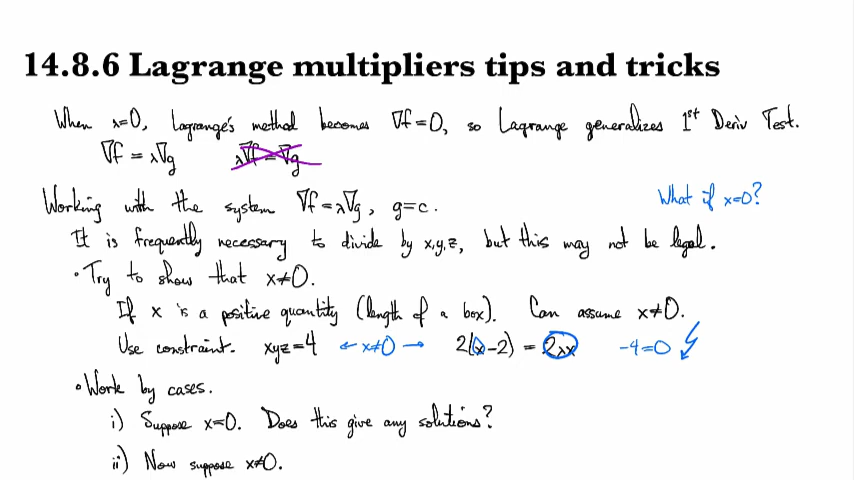 14.8.6 Lagrange multipliers tips and tricks
When λ=0, Lagrange's method becomes ∇f=0, so Lagrange generalizes 1st Deriv Test.
∇f = λ∇g λ∇f = ∇g
Working with the system ∇f=λ∇g, g=c. What if x=0?
It is frequently necessary to divide by x,y,z, but this may not be legal.
• Try to show that x≠0.
If x is a positive quantity (length of a box). Can assume x≠0.
Use constraint. xyz=4 ← x≠0 → 2(x-2) = 2λx -4=0 ↯
• Work by cases.
i) Suppose x=0. Does this give any solutions?
ii) Now suppose x≠0.